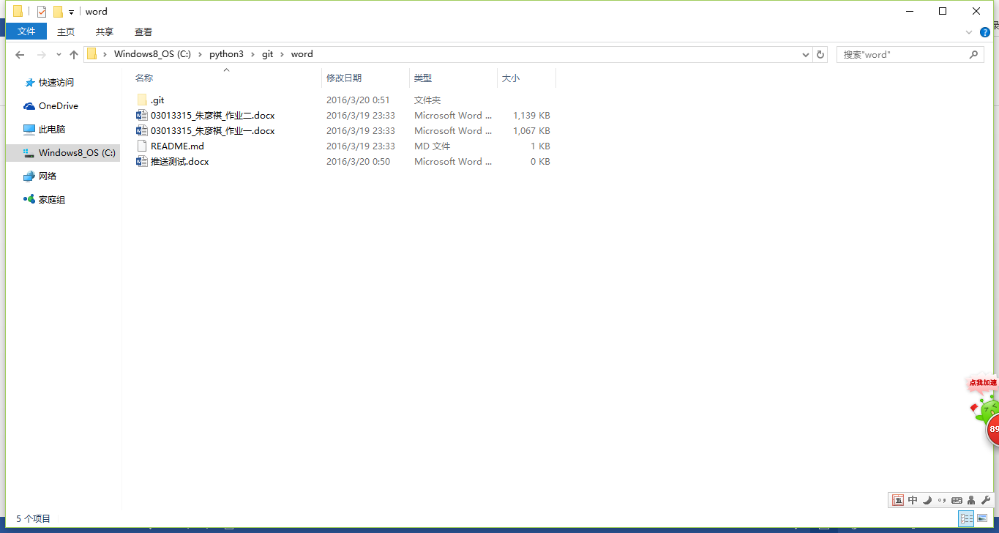 word
文件 主页 共享 查看
Windows8_OS (C:) python3 git word 搜索"word"
名称 修改日期 类型 大小
快速访问
OneDrive
此电脑
Windows8_OS (C:)
网络
家庭组
.git 2016/3/20 0:51 文件夹
03013315_朱彦祺_作业二.docx 2016/3/19 23:33 Microsoft Word ... 1,139 KB
03013315_朱彦祺_作业一.docx 2016/3/19 23:33 Microsoft Word ... 1,067 KB
README.md 2016/3/19 23:33 MD 文件 1 KB
推送测试.docx 2016/3/20 0:50 Microsoft Word ... 0 KB
点我加速
89
五 中
5 个项目